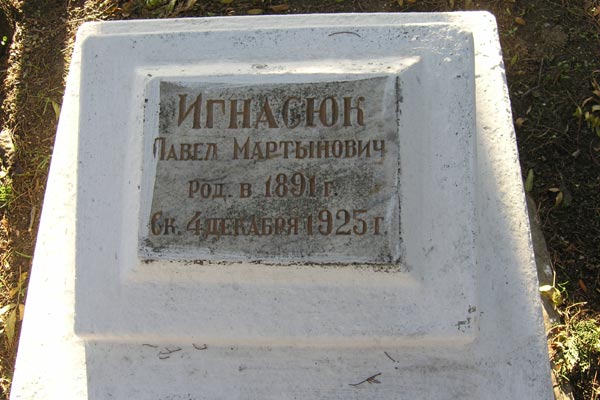 Игнасюк
Павел Мартынович
Род. в 1891 г.
Ск. 4 декабря 1925 г.